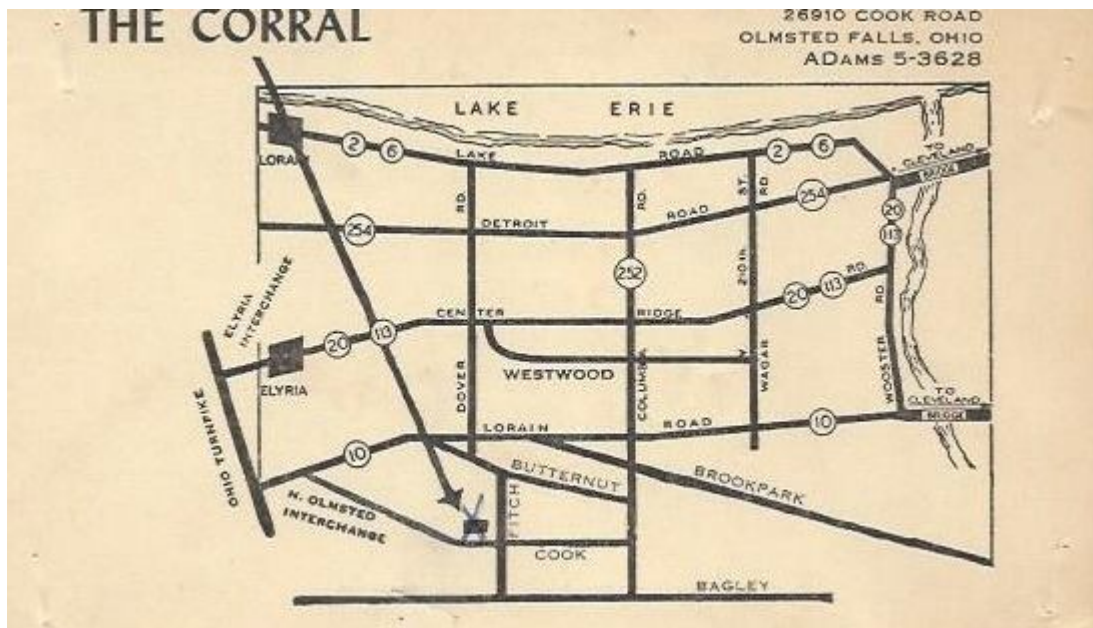 THE CORRAL
26910 COOK ROAD
OLMSTED FALLS, OHIO
ADAMS 5-3628
LAKE ERIE
LORAIN
2 6
LAKE ROAD
2 6
TO
CLEVELAND
BRIDGE
254
DETROIT ROAD
254
RD.
RD.
210th ST.
RD
20
113
252
ELYRIA
INTERCHANGE
CENTER RIDGE RD.
20 113
20 113
ELYRIA
WESTWOOD
DOVER
COLUMBIA
WAGAR
WOOSTER RD.
TO
CLEVELAND
BRIDGE
OHIO TURNPIKE
10
LORAIN ROAD
10
BUTTERNUT
BROOKPARK
N. OLMSTED
INTERCHANGE
FITCH
COOK
BAGLEY